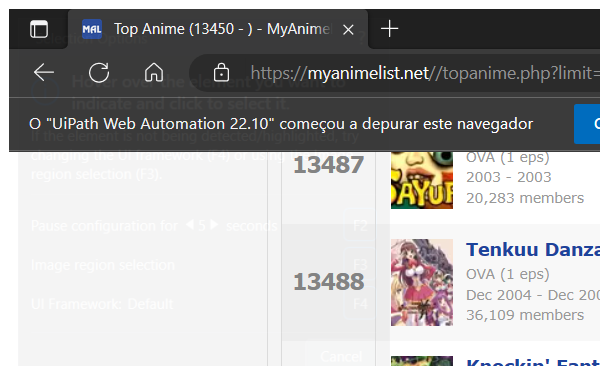 MAL Top Anime (13450 - ) - MyAnime
https://myanimelist.net//topanime.php?limit=
O "UiPath Web Automation 22.10" começou a depurar este navegador
Hover over the element you want to
indicate and click to select it.
If the element is not being detected/highlighted, try
changing the UI framework (F4) or using
region selection (F3).
Pause configuration for ◀ 5 ▶ seconds F2
Image region selection F3
UI Framework: Default F4
Cancel
13487
OVA (1 eps)
2003 - 2003
20,283 members
13488
Tenkuu Danza
OVA (1 eps)
Dec 2004 - Dec 200
36,109 members
Knockin' Fant